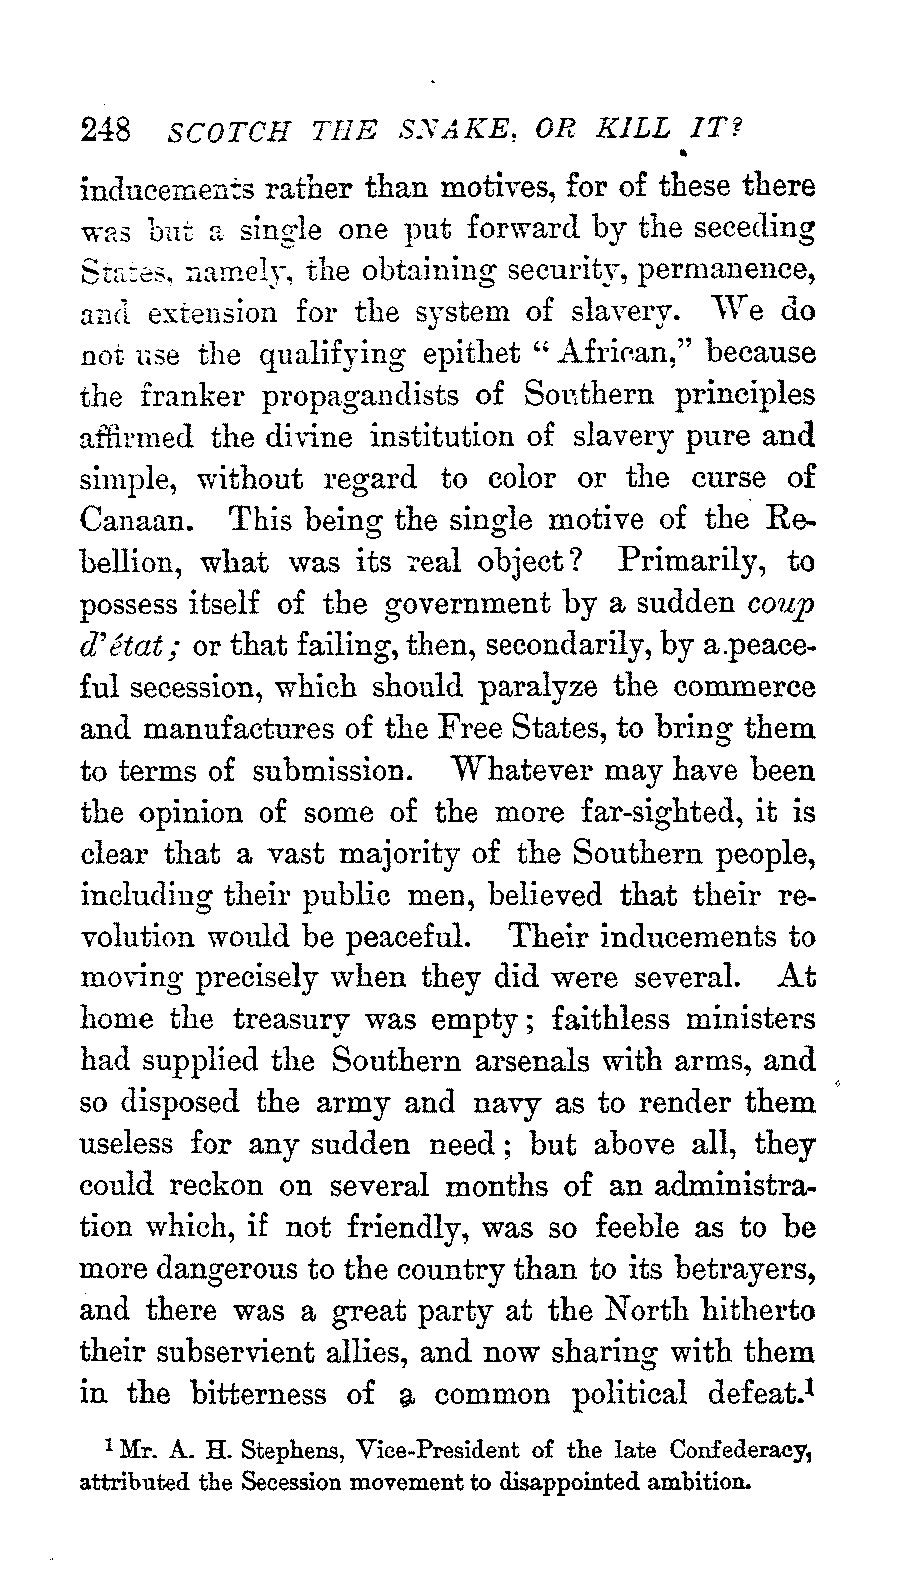 248 SCOTCH THE SNAKE, OR KILL IT?
inducements rather than motives, for of these there
was but a single one put forward by the seceding
States, namely, the obtaining security, permanence,
and extension for the system of slavery. We do
not use the qualifying epithet “African,” because
the franker propagandists of Southern principles
affirmed the divine institution of slavery pure and
simple, without regard to color or the curse of
Canaan. This being the single motive of the Re-
bellion, what was its real object? Primarily, to
possess itself of the government by a sudden coup
d'état; or that failing, then, secondarily, by a peace-
ful secession, which should paralyze the commerce
and manufactures of the Free States, to bring them
to terms of submission. Whatever may have been
the opinion of some of the more far-sighted, it is
clear that a vast majority of the Southern people,
including their public men, believed that their re-
volution would be peaceful. Their inducements to
moving precisely when they did were several. At
home the treasury was empty; faithless ministers
had supplied the Southern arsenals with arms, and
so disposed the army and navy as to render them
useless for any sudden need; but above all, they
could reckon on several months of an administra-
tion which, if not friendly, was so feeble as to be
more dangerous to the country than to its betrayers,
and there was a great party at the North hitherto
their subservient allies, and now sharing with them
in the bitterness of a common political defeat.¹
¹ Mr. A. H. Stephens, Vice-President of the late Confederacy,
attributed the Secession movement to disappointed ambition.